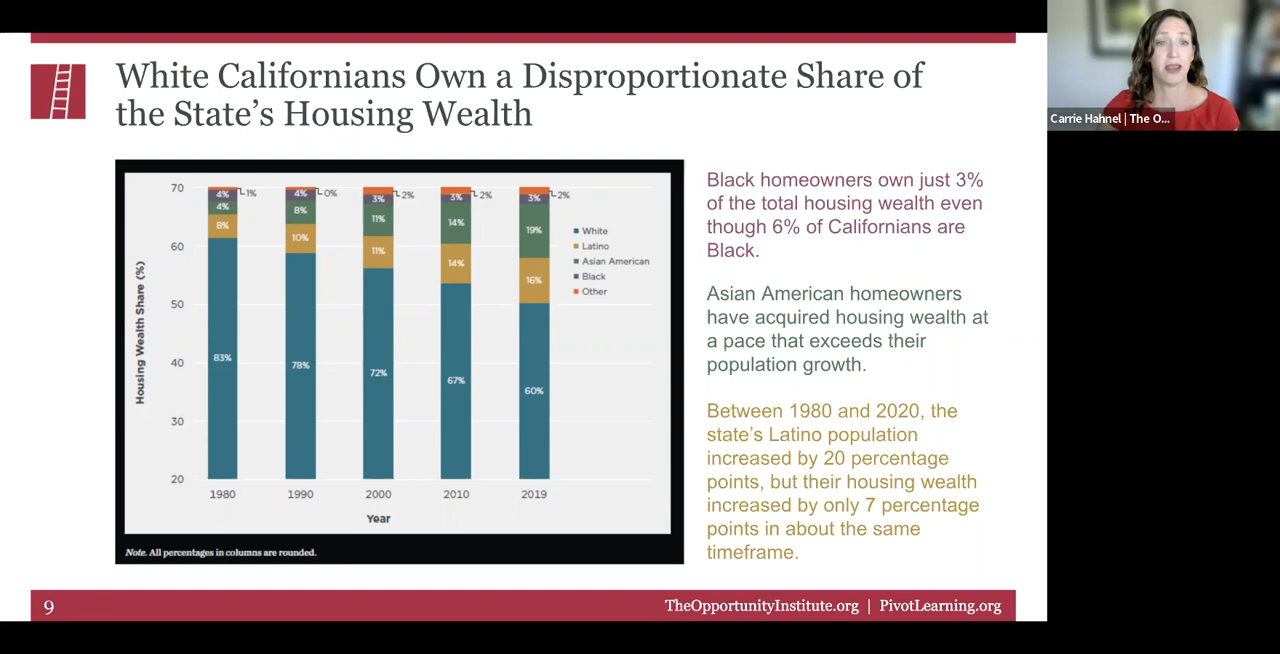 White Californians Own a Disproportionate Share of
the State's Housing Wealth
Carrie Hahnel | The O...
Housing Wealth Share (%)
70
60
50
40
30
20
4%
1%
4%
8%
83%
4%
0%
8%
10%
78%
3%
2%
11%
11%
72%
3%
2%
14%
14%
67%
3%
2%
19%
16%
60%
1980
1990
2000
2010
2019
Year
White
Latino
Asian American
Black
Other
Note. All percentages in columns are rounded.
Black homeowners own just 3%
of the total housing wealth even
though 6% of Californians are
Black.
Asian American homeowners
have acquired housing wealth at
a pace that exceeds their
population growth.
Between 1980 and 2020, the
state's Latino population
increased by 20 percentage
points, but their housing wealth
increased by only 7 percentage
points in about the same
timeframe.
9
TheOpportunityInstitute.org | PivotLearning.org